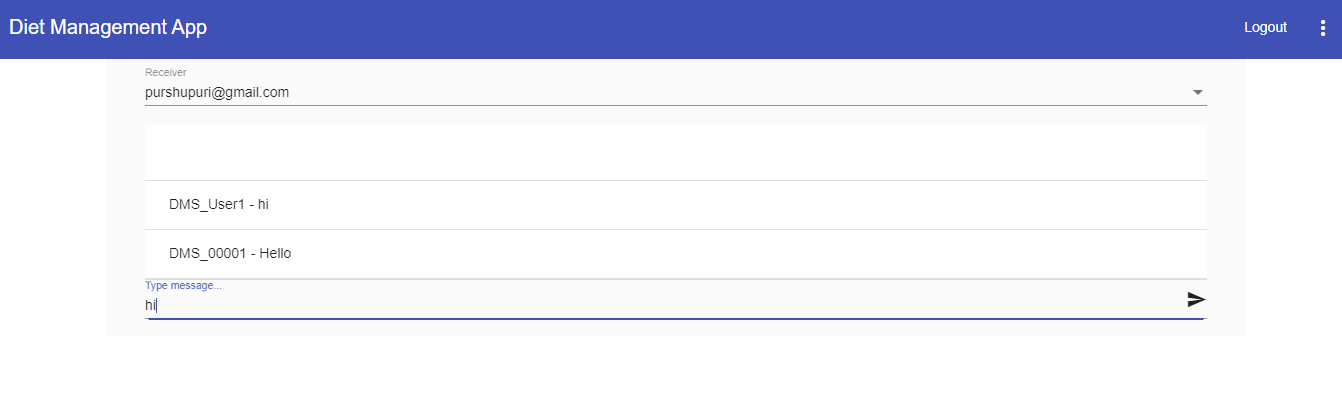 Diet Management App
Logout
Receiver
purshupuri@gmail.com
DMS_User1 - hi
DMS_00001 - Hello
Type message...
hi